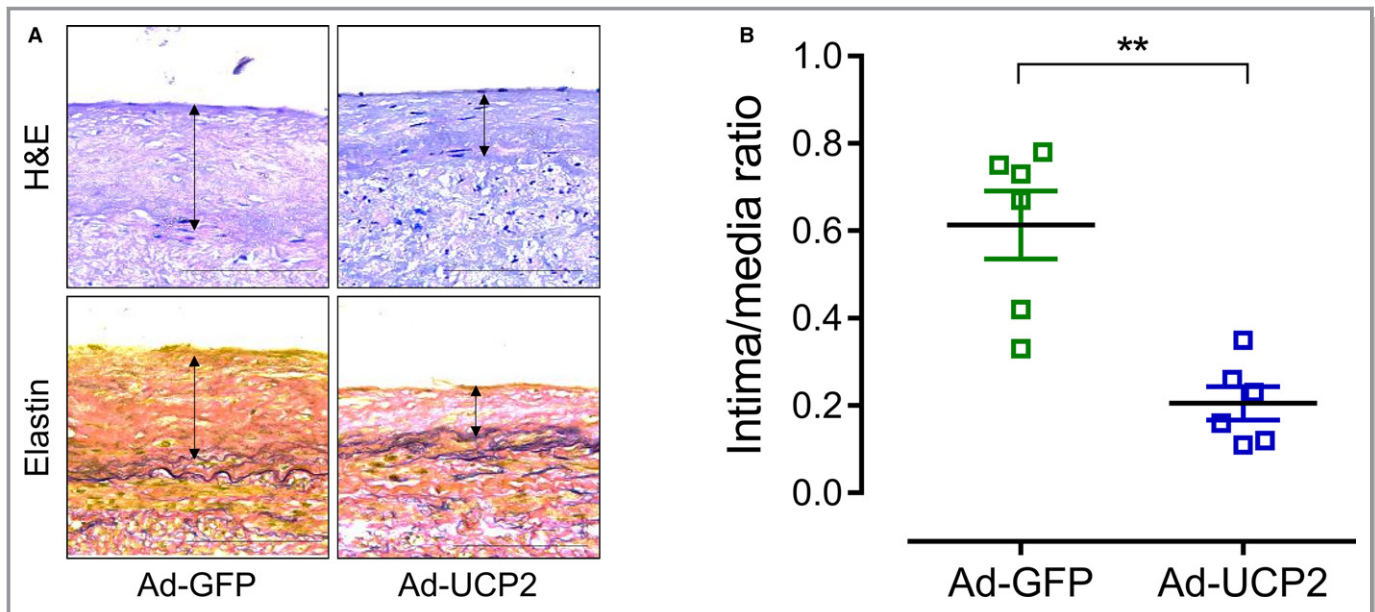 A
H&E
Elastin
Ad-GFP Ad-UCP2
B
**
Intima/media ratio
1.0
0.8
0.6
0.4
0.2
0.0
Ad-GFP Ad-UCP2